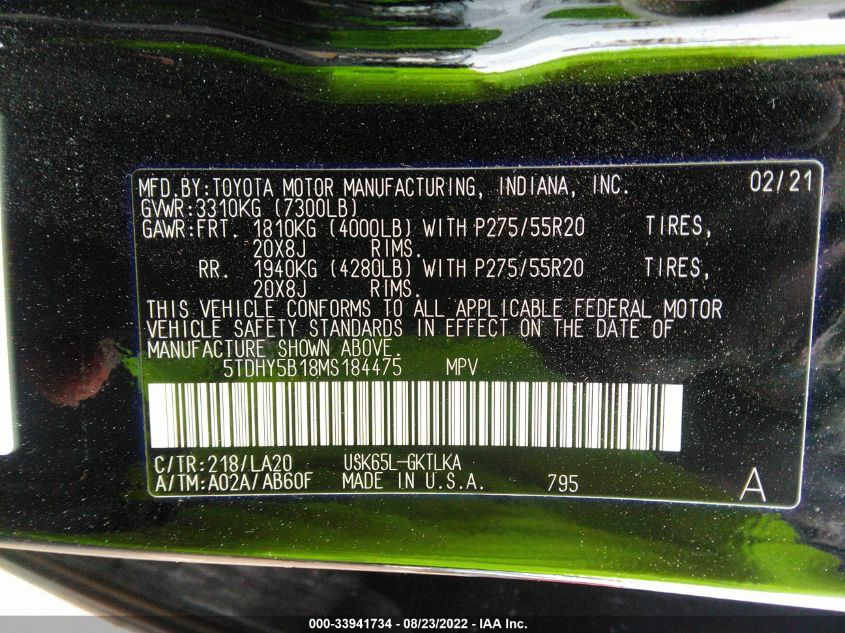 MFD.BY:TOYOTA MOTOR MANUFACTURING, INDIANA, INC. 02/21
GVWR:3310KG (7300LB)
GAWR:FRT. 1810KG (4000LB) WITH P275/55R20 TIRES,
20X8J RIMS.
RR. 1940KG (4280LB) WITH P275/55R20 TIRES,
20X8J RIMS.
THIS VEHICLE CONFORMS TO ALL APPLICABLE FEDERAL MOTOR
VEHICLE SAFETY STANDARDS IN EFFECT ON THE DATE OF
MANUFACTURE SHOWN ABOVE.
5TDHY5B18MS184475 MPV
C/TR:218/LA20 USK65L-GKTLKA
A/TM:A02A/AB60F MADE IN U.S.A. 795 A
000-33941734 - 08/23/2022 - IAA Inc.